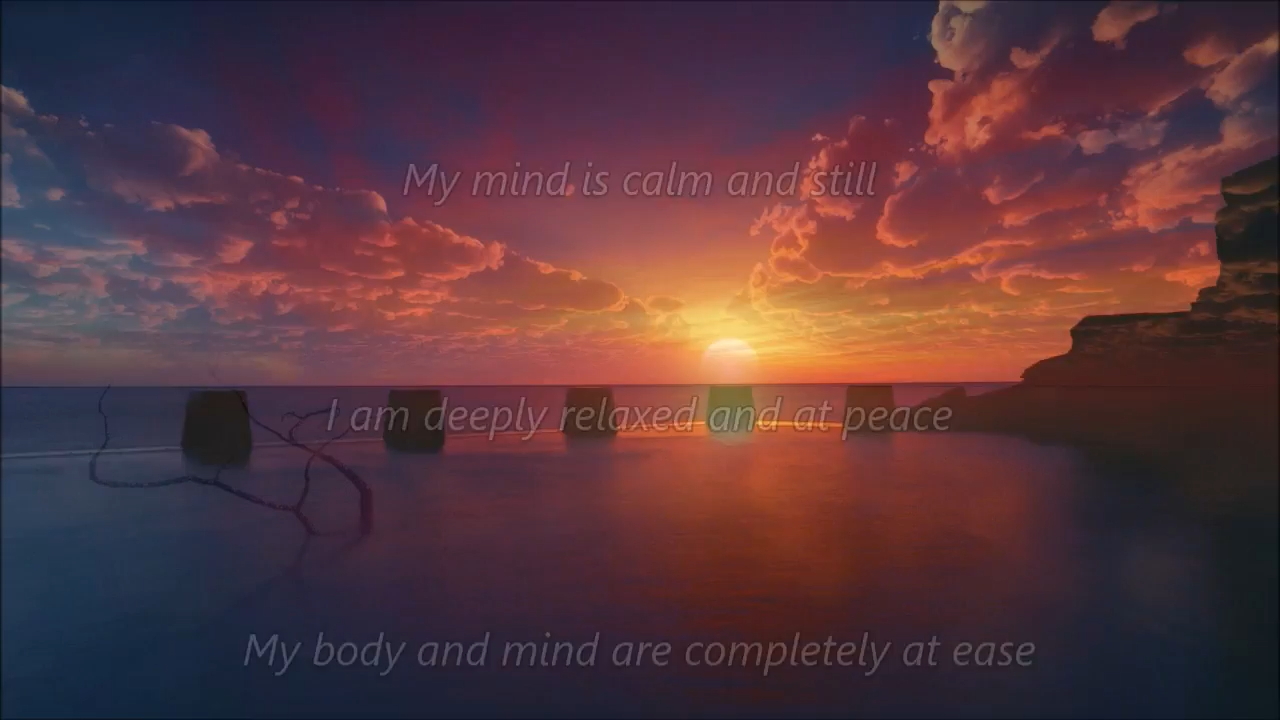 My mind is calm and still
I am deeply relaxed and at peace
My body and mind are completely at ease